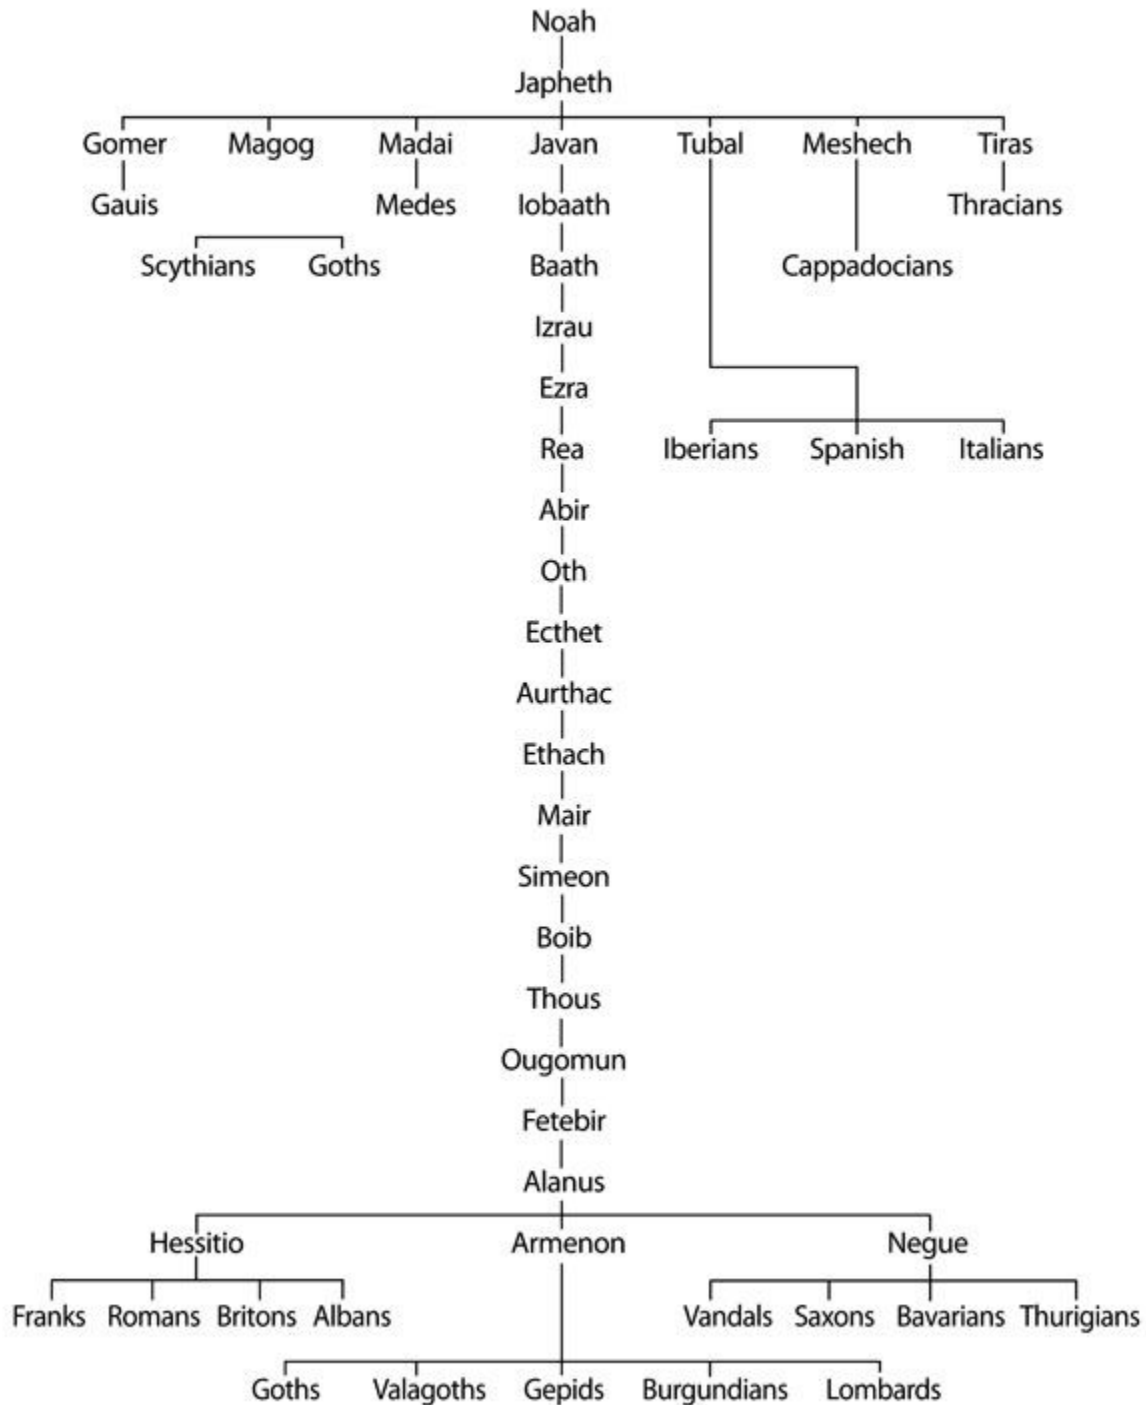 Noah
Japheth
Gomer Magog Madai Javan Tubal Meshech Tiras
Gauis Medes Iobaath Thracians
Scythians Goths Baath Cappadocians
Izrau
Ezra
Rea Iberians Spanish Italians
Abir
Oth
Ecthet
Aurthac
Ethach
Mair
Simeon
Boib
Thous
Ougomun
Fetebir
Alanus
Hessitio Armenon Negue
Franks Romans Britons Albans Vandals Saxons Bavarians Thurigians
Goths Valagoths Gepids Burgundians Lombards